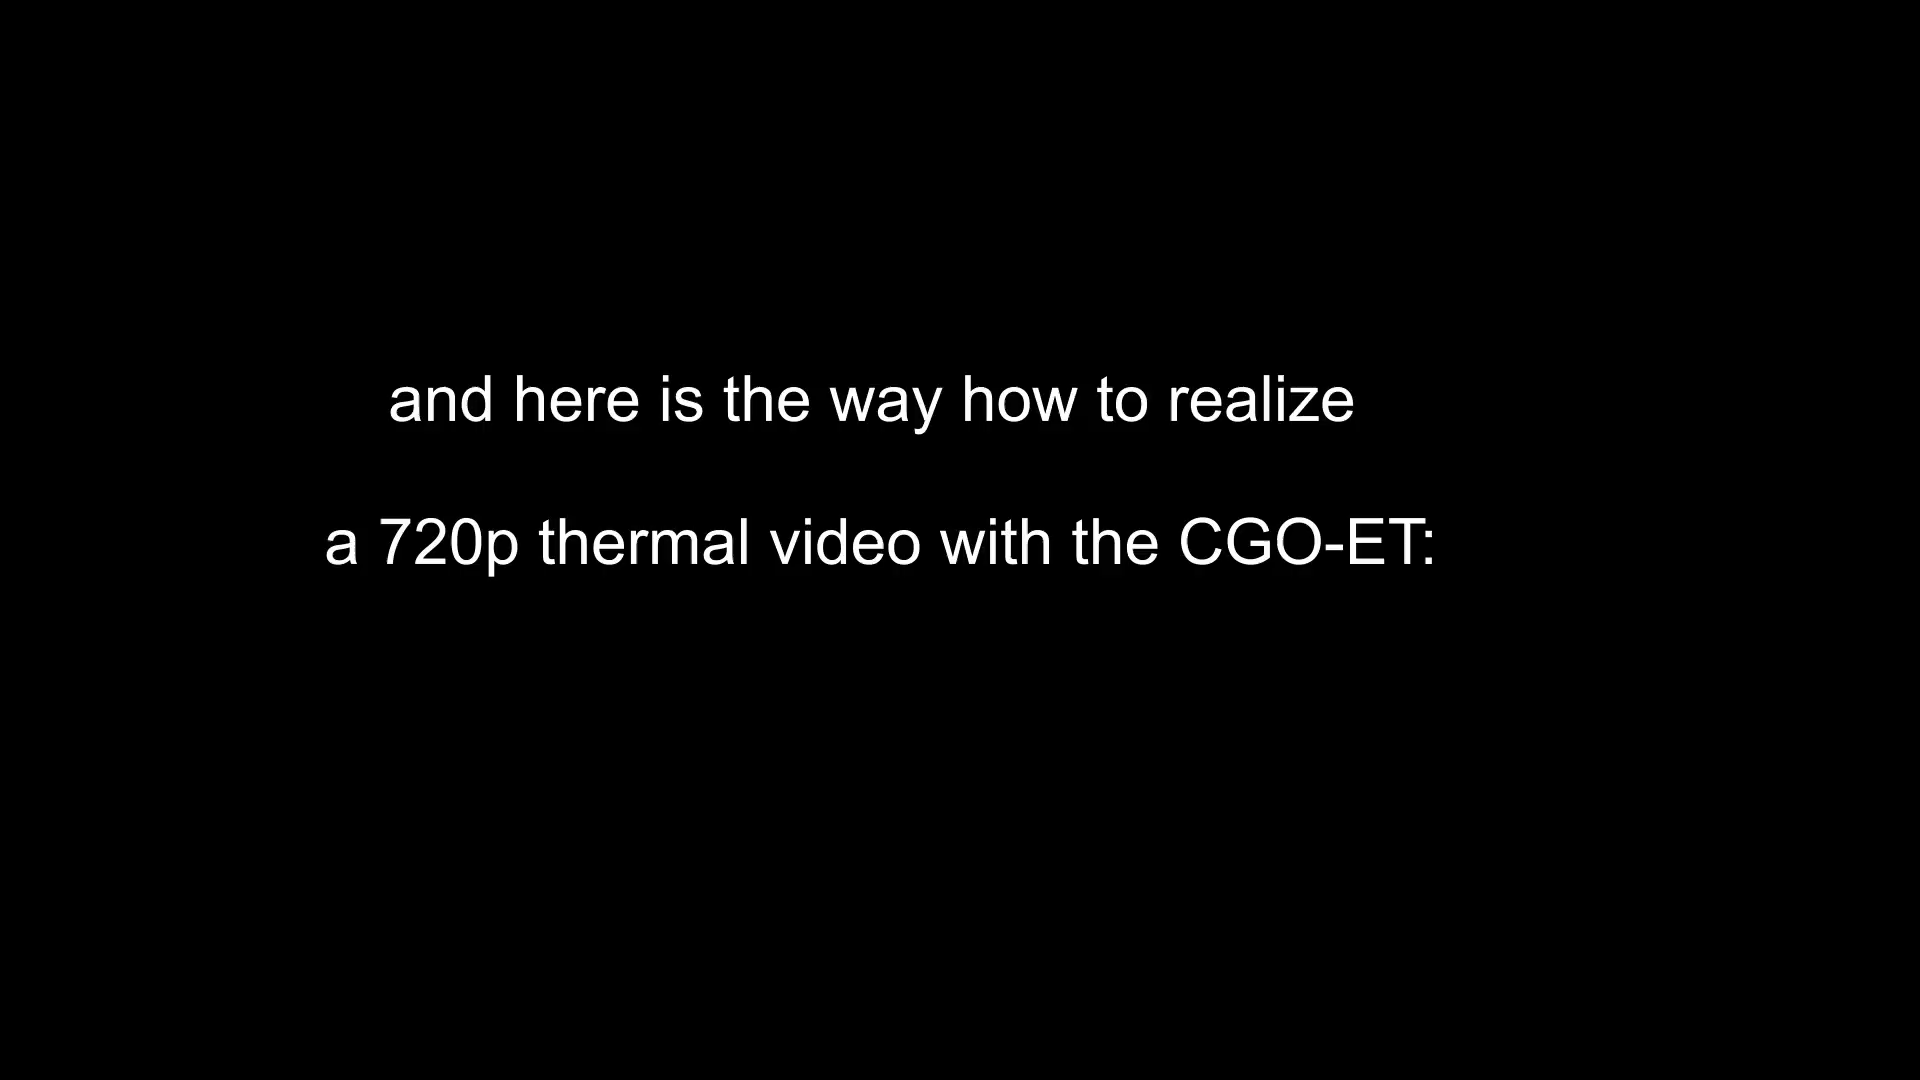 and here is the way how to realize
a 720p thermal video with the CGO-ET: